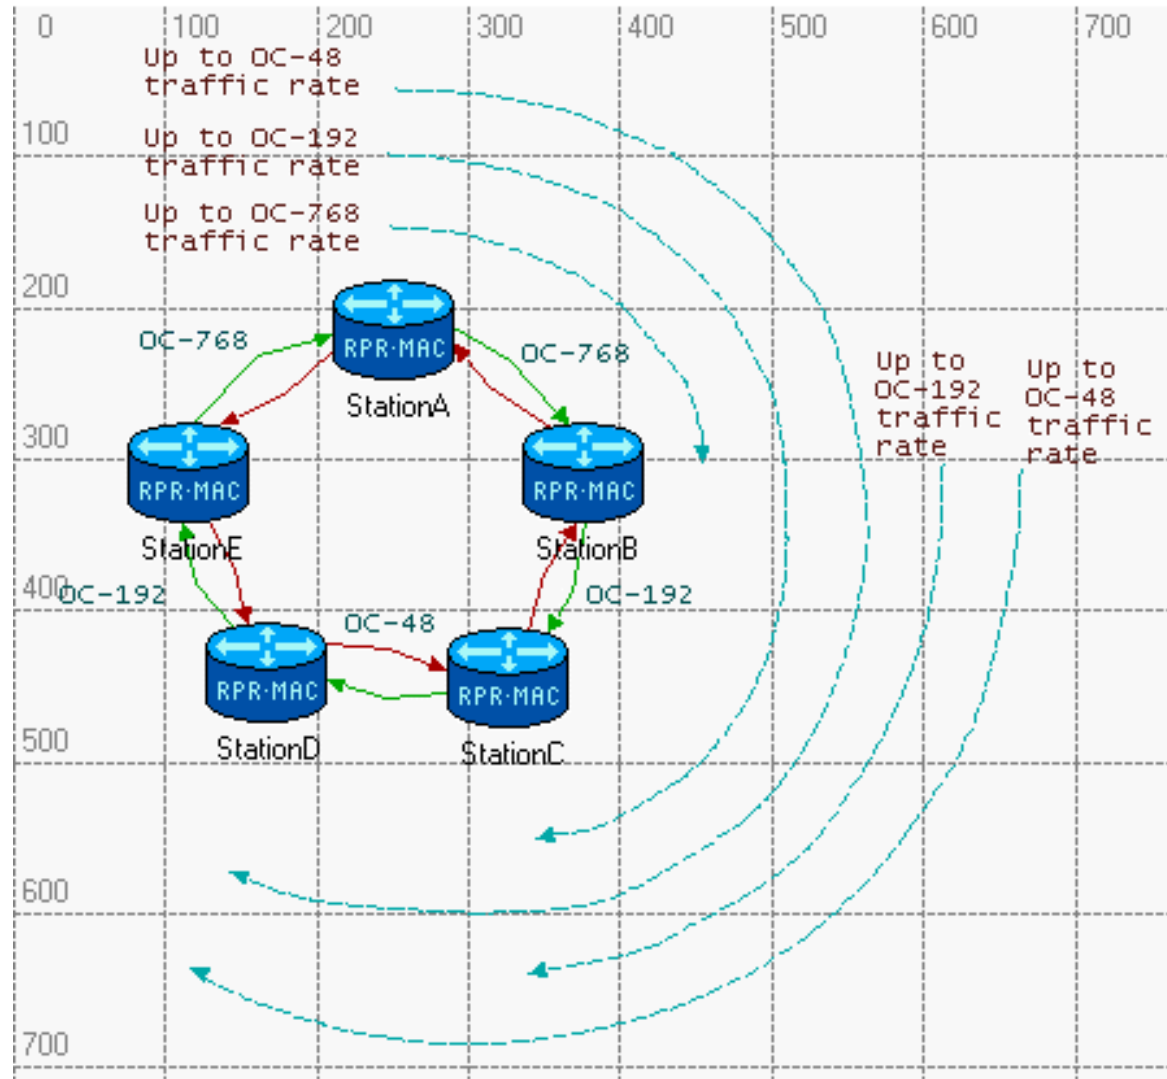 0 100 200 300 400 500 600 700
Up to OC-48
traffic rate
100
Up to OC-192
traffic rate
Up to OC-768
traffic rate
200
OC-768
RPR·MAC
OC-768
StationA
Up to
OC-192
traffic
rate
Up to
OC-48
traffic
rate
300
RPR·MAC
RPR·MAC
StationE
StationB
400
OC-192
OC-192
OC-48
RPR·MAC
RPR·MAC
StationD
StationC
500
600
700